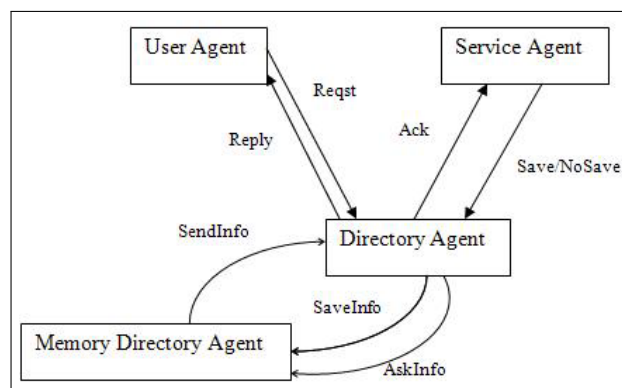 User Agent
Service Agent
Reqst
Ack
Reply
Save/NoSave
SendInfo
Directory Agent
SaveInfo
Memory Directory Agent
AskInfo